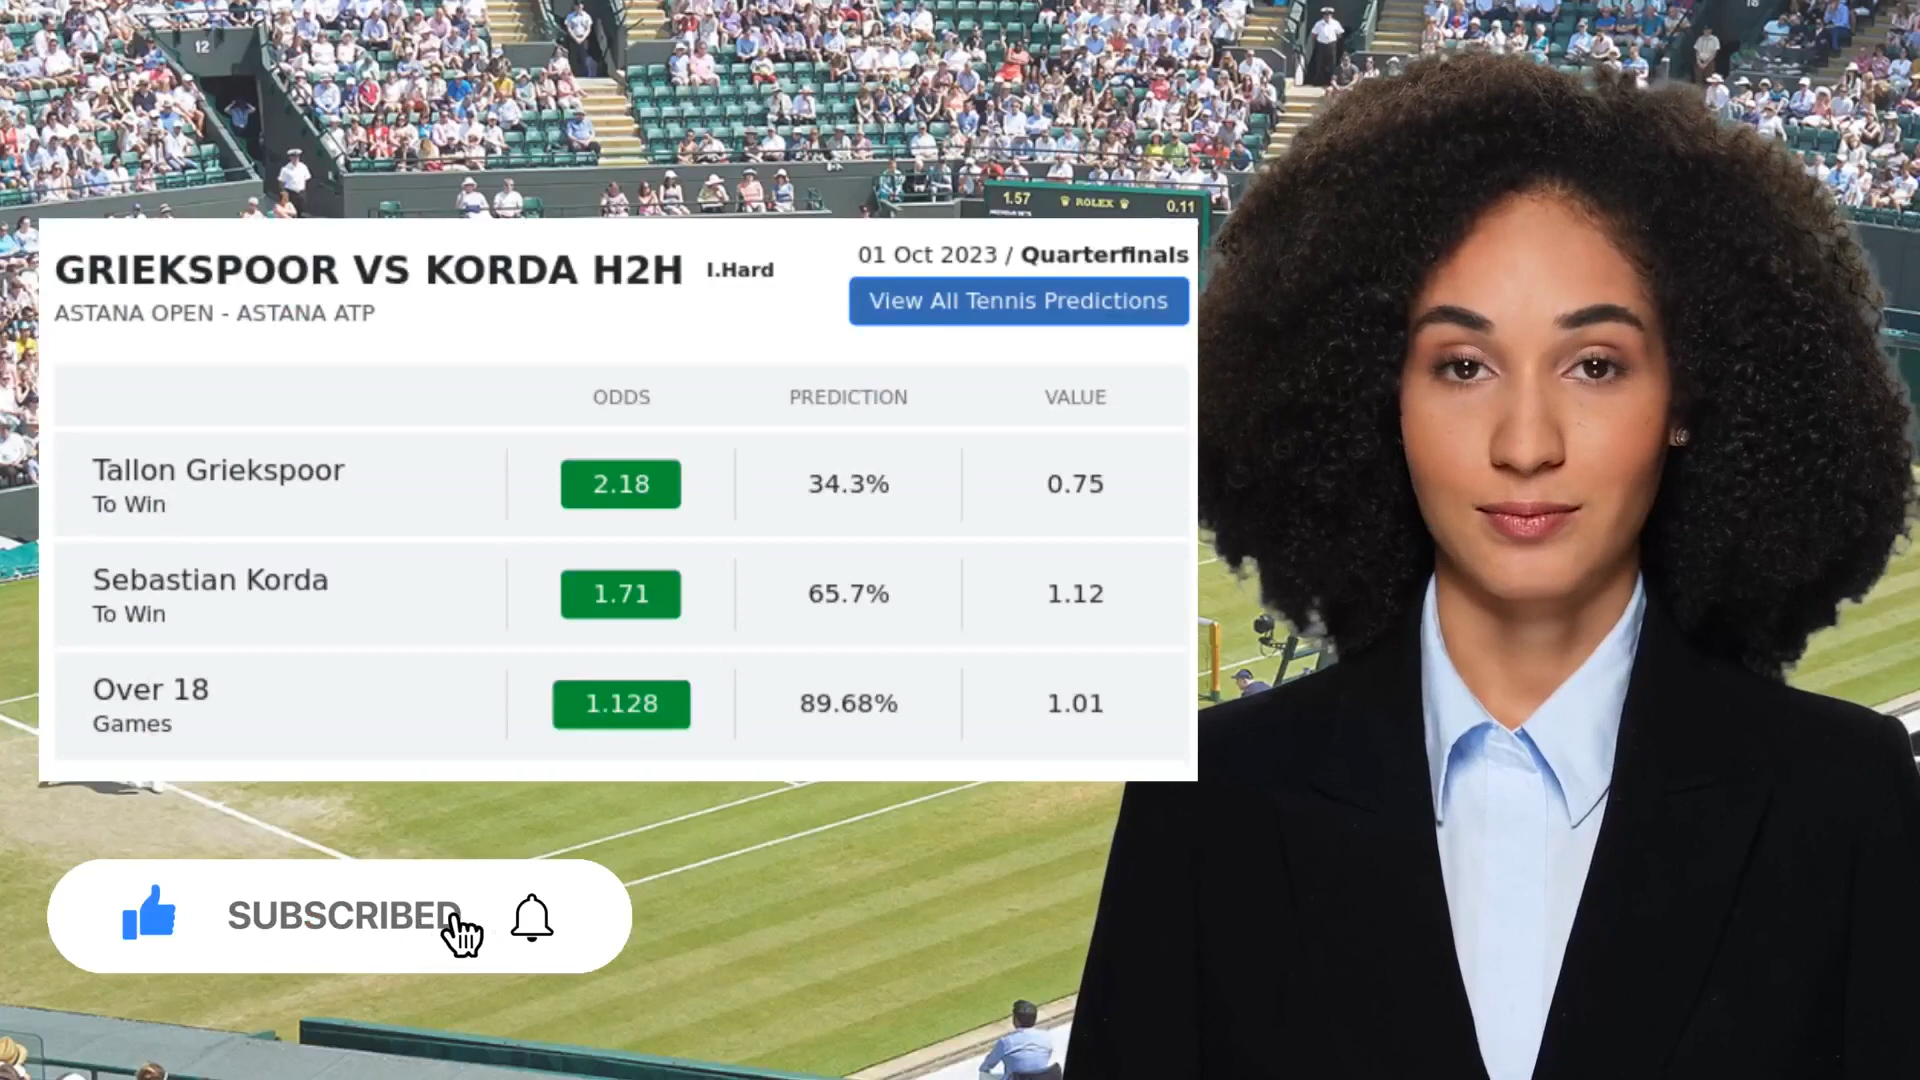 12
18
1.57 ROLEX 0.11
GRIEKSPOOR VS KORDA H2H I.Hard
ASTANA OPEN - ASTANA ATP
01 Oct 2023 / Quarterfinals
View All Tennis Predictions
ODDS PREDICTION VALUE
Tallon Griekspoor
To Win
2.18 34.3% 0.75
Sebastian Korda
To Win
1.71 65.7% 1.12
Over 18
Games
1.128 89.68% 1.01
SUBSCRIBED